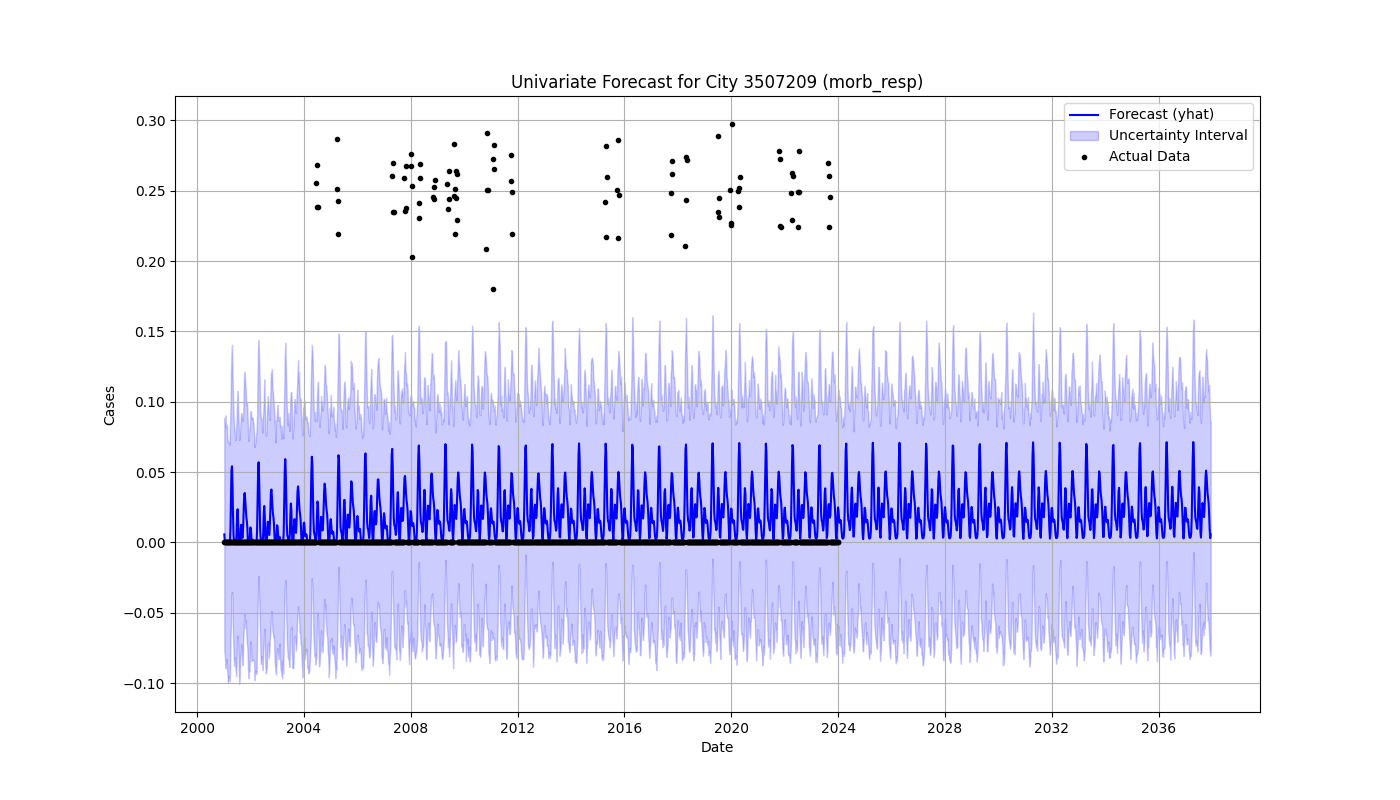 Univariate Forecast for City 3507209 (morb_resp)
Forecast (yhat)
Uncertainty Interval
Actual Data
Cases
0.30
0.25
0.20
0.15
0.10
0.05
0.00
−0.05
−0.10
2000 2004 2008 2012 2016 2020 2024 2028 2032 2036
Date